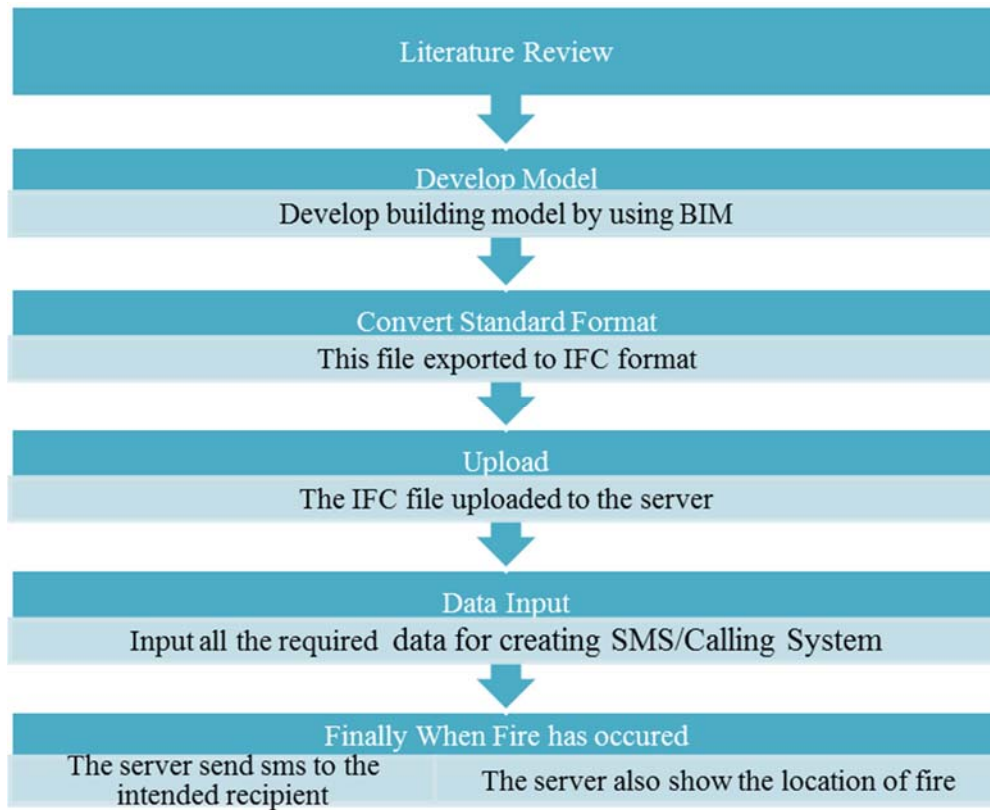 Literature Review
Develop Model
Develop building model by using BIM
Convert Standard Format
This file exported to IFC format
Upload
The IFC file uploaded to the server
Data Input
Input all the required data for creating SMS/Calling System
Finally When Fire has occured
The server send sms to the
intended recipient
The server also show the location of fire